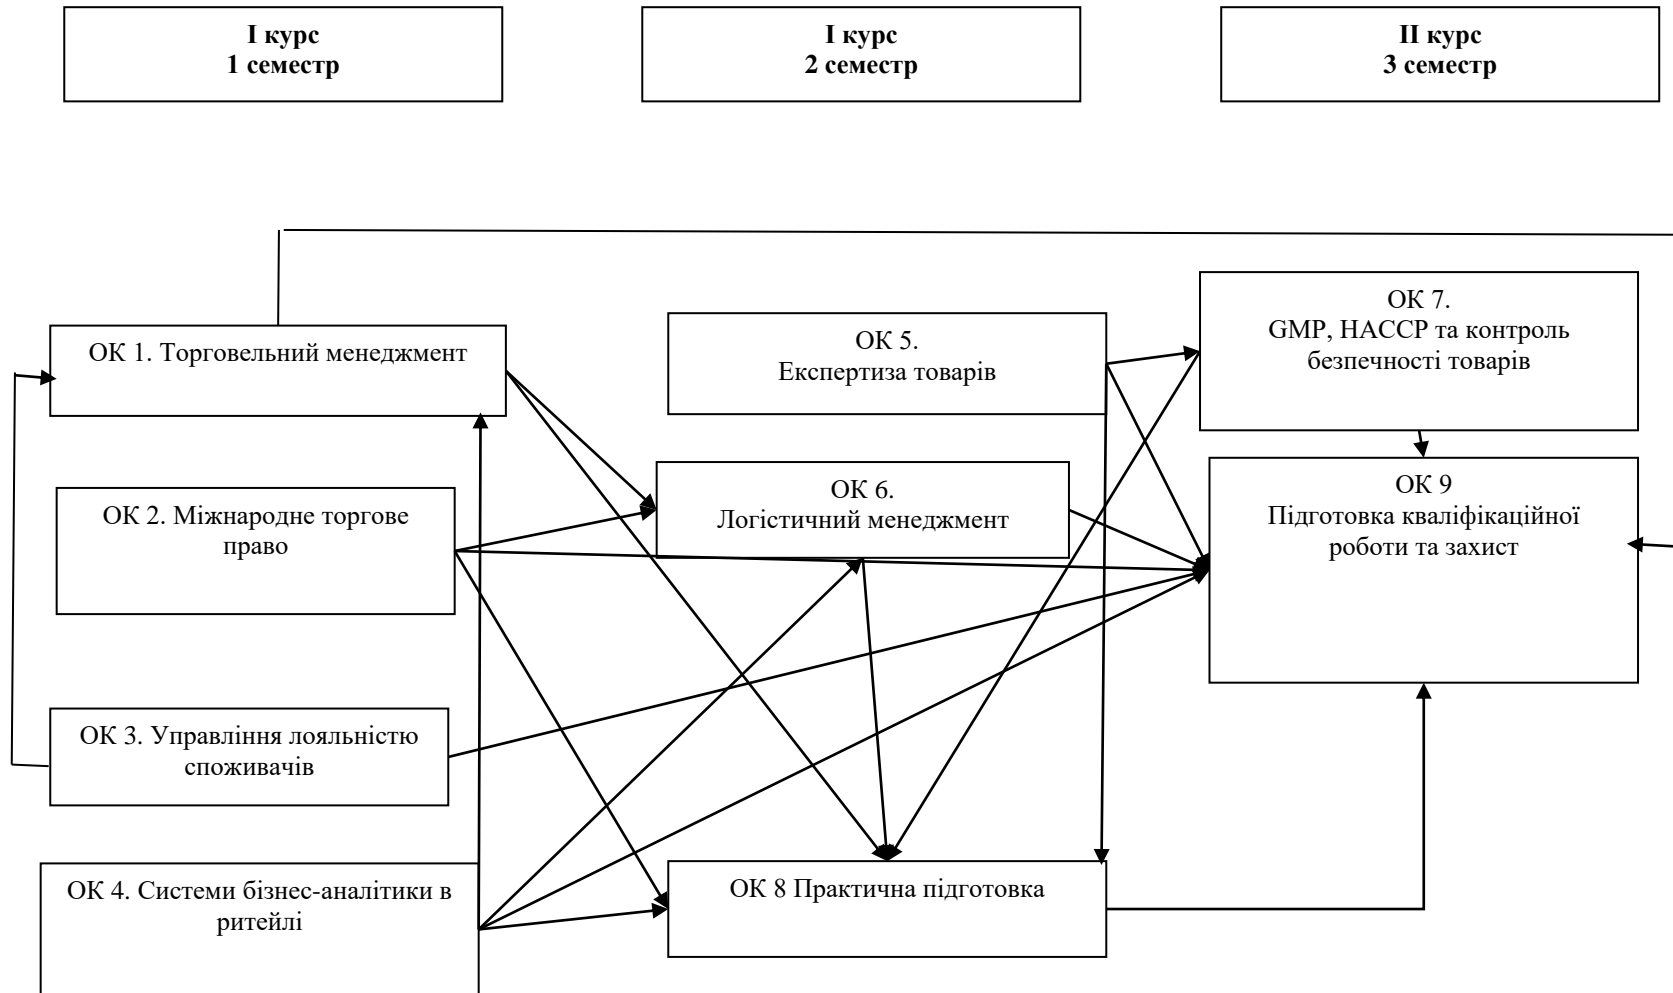 І курс
1 семестр
І курс
2 семестр
ІІ курс
3 семестр
ОК 1. Торговельний менеджмент
ОК 2. Міжнародне торгове
право
ОК 3. Управління лояльністю
споживачів
ОК 4. Системи бізнес-аналітики в
ритейлі
ОК 5.
Експертиза товарів
ОК 6.
Логістичний менеджмент
ОК 8 Практична підготовка
ОК 7.
GMP, HACCP та контроль
безпечності товарів
ОК 9
Підготовка кваліфікаційної
роботи та захист